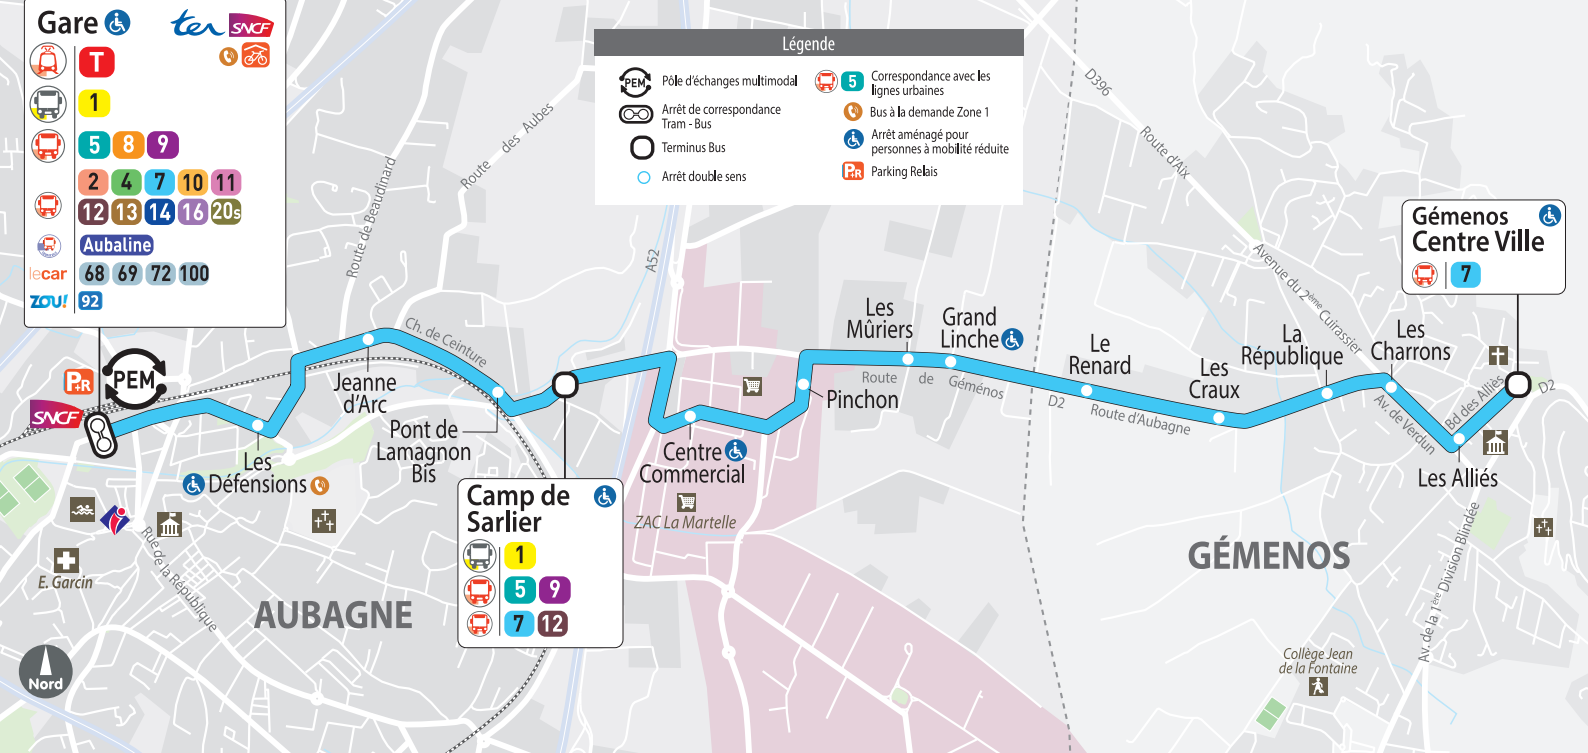 Gare
ter SNCF
T
1
5 8 9
2 4 7 10 11
12 13 14 16 20s
Aubaline
lecar 68 69 72 100
ZOU! 92
Légende
PEM Pôle d'échanges multimodal
Arrêt de correspondance
Tram - Bus
Terminus Bus
Arrêt double sens
5 Correspondance avec les
lignes urbaines
Bus à la demande Zone 1
Arrêt aménagé pour
personnes à mobilité réduite
P+R Parking Relais
Route de Beaudinard
Route des Aubes
A52
D396
Route d'Aix
Avenue du 2ème Cuirassier
Gémenos
Centre Ville
7
P+R
PEM
SNCF
Les
Défensions
Jeanne
d'Arc
Ch. de Ceinture
Pont de
Lamagnon
Bis
Camp de
Sarlier
1
5 9
7 12
Centre
Commercial
ZAC La Martelle
Pinchon
Les
Mûriers
Grand
Linche
Route de Géménos
D2
Le
Renard
Route d'Aubagne
Les
Craux
La
République
Les
Charrons
Av. de Verdun
Bd des Alliés
D2
Les Alliés
E. Garcin
Rue de la République
AUBAGNE
GÉMENOS
Av. de la 1ère Division Blindée
Collège Jean
de la Fontaine
Nord